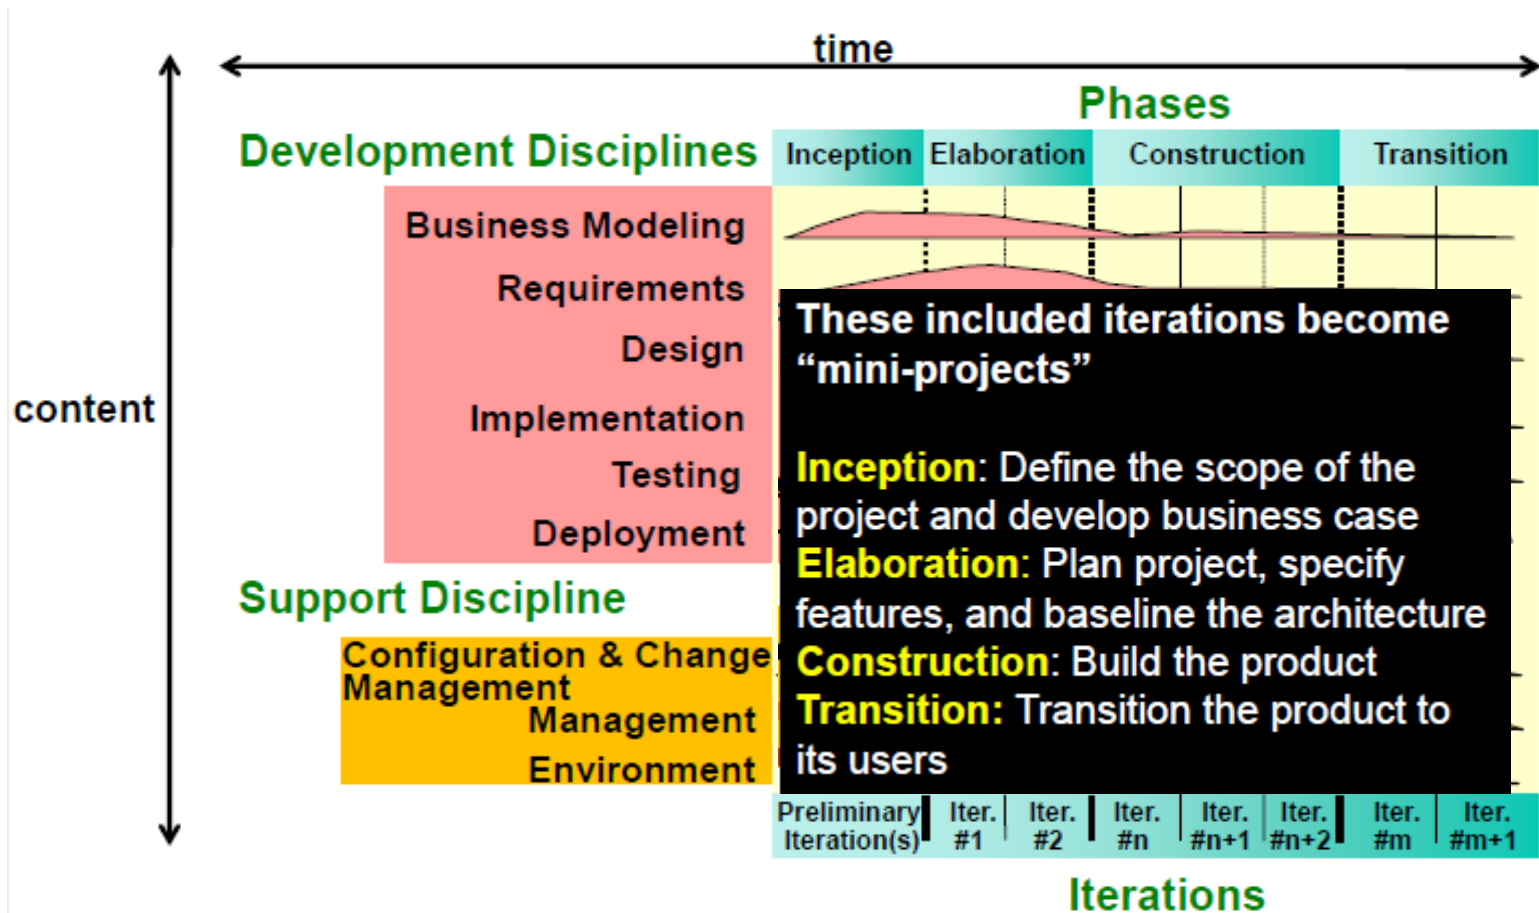 time
Phases
Development Disciplines
Inception Elaboration Construction Transition
Business Modeling
Requirements
Design
content
Implementation
Testing
Deployment
Support Discipline
Configuration & Change
Management
Management
Environment
These included iterations become
“mini-projects”
Inception: Define the scope of the
project and develop business case
Elaboration: Plan project, specify
features, and baseline the architecture
Construction: Build the product
Transition: Transition the product to
its users
Preliminary Iter. Iter. Iter. Iter. Iter. Iter. Iter.
Iteration(s) #1 #2 #n #n+1 #n+2 #m #m+1
Iterations